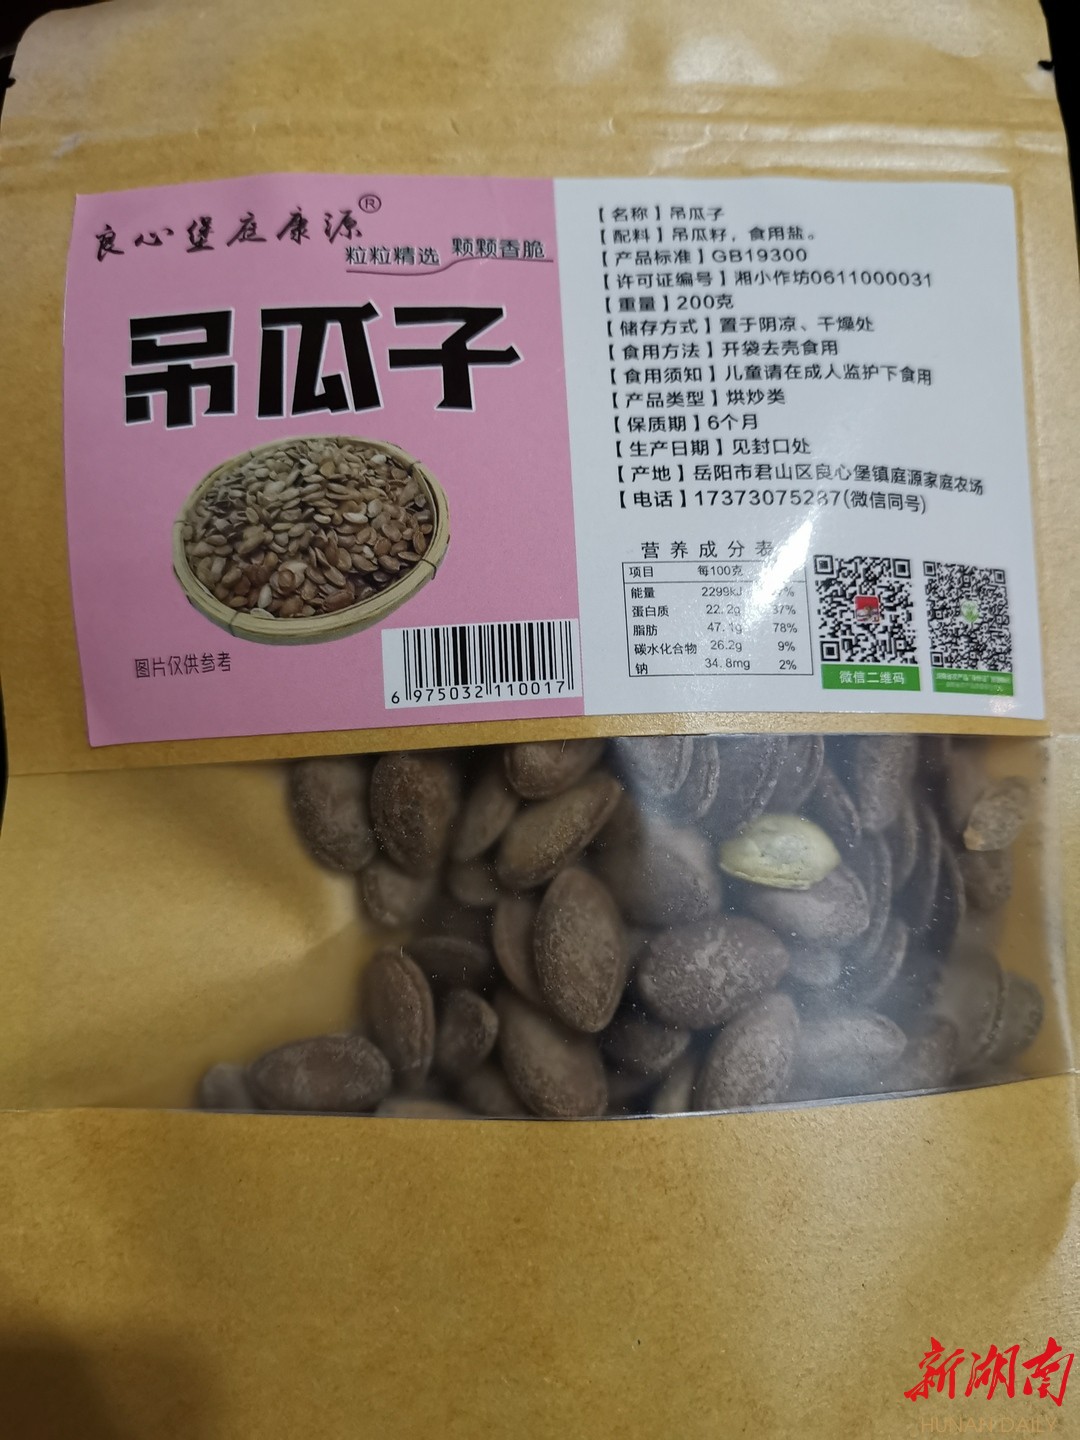 良心堡庭康源®
粒粒精选 颗颗香脆
吊瓜子
图片仅供参考
6 975032 110017
【名称】吊瓜子
【配料】吊瓜籽，食用盐。
【产品标准】GB19300
【许可证编号】湘小作坊0611000031
【重量】200克
【储存方式】置于阴凉、干燥处
【食用方法】开袋去壳食用
【食用须知】儿童请在成人监护下食用
【产品类型】烘炒类
【保质期】6个月
【生产日期】见封口处
【产地】岳阳市君山区良心堡镇庭源家庭农场
【电话】17373075287(微信同号)
营养成分表
项目 每100克
能量 2299kJ
蛋白质 22.2g 37%
脂肪 47.1g 78%
碳水化合物 26.2g 9%
钠 34.8mg 2%
微信二维码
新湖南
HUNAN DAILY